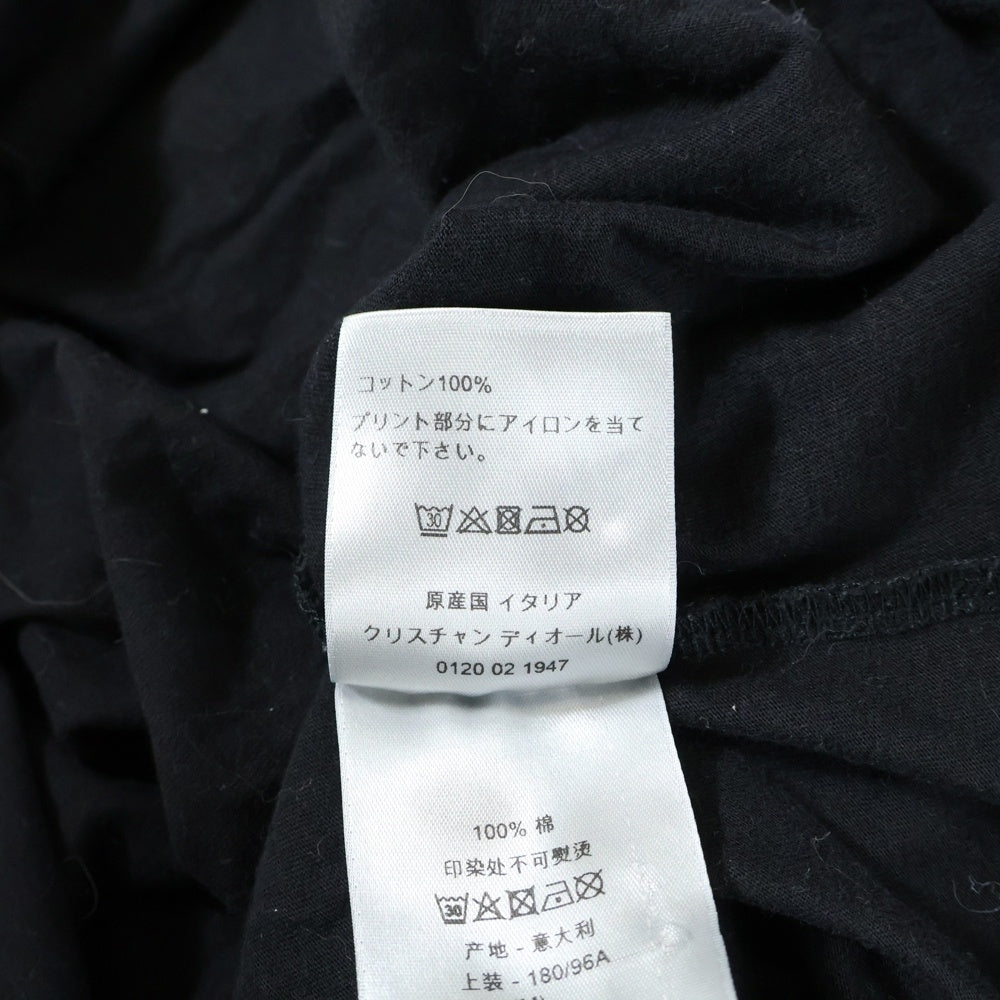 コットン100%
プリント部分にアイロンを当て
ないで下さい。
30
原産国 イタリア
クリスチャン ディオール(株)
0120 02 1947
100% 棉
印染处不可熨烫
30
产地 - 意大利
上装 - 180/96A